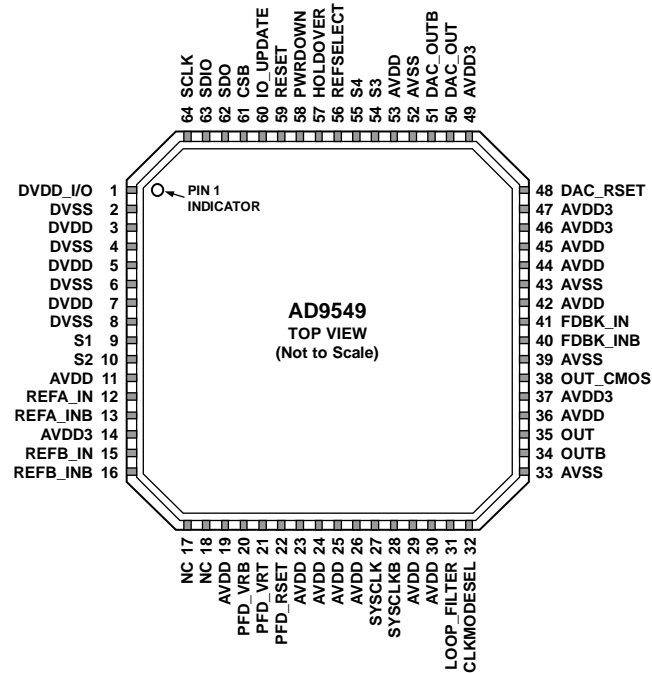 64 SCLK
63 SDIO
62 SDO
61 CSB
60 IO_UPDATE
59 RESET
58 PWRDOWN
57 HOLDOVER
56 REFSELECT
55 S4
54 S3
53 AVDD
52 AVSS
51 DAC_OUTB
50 DAC_OUT
49 AVDD3
DVDD_I/O 1
DVSS 2
DVDD 3
DVSS 4
DVDD 5
DVSS 6
DVDD 7
DVSS 8
S1 9
S2 10
AVDD 11
REFA_IN 12
REFA_INB 13
AVDD3 14
REFB_IN 15
REFB_INB 16
PIN 1
INDICATOR
AD9549
TOP VIEW
(Not to Scale)
48 DAC_RSET
47 AVDD3
46 AVDD3
45 AVDD
44 AVDD
43 AVSS
42 AVDD
41 FDBK_IN
40 FDBK_INB
39 AVSS
38 OUT_CMOS
37 AVDD3
36 AVDD
35 OUT
34 OUTB
33 AVSS
NC 17
NC 18
AVDD 19
PFD_VRB 20
PFD_VRT 21
PFD_RSET 22
AVDD 23
AVDD 24
AVDD 25
AVDD 26
SYSCLK 27
SYSCLKB 28
AVDD 29
AVDD 30
LOOP_FILTER 31
CLKMODESEL 32